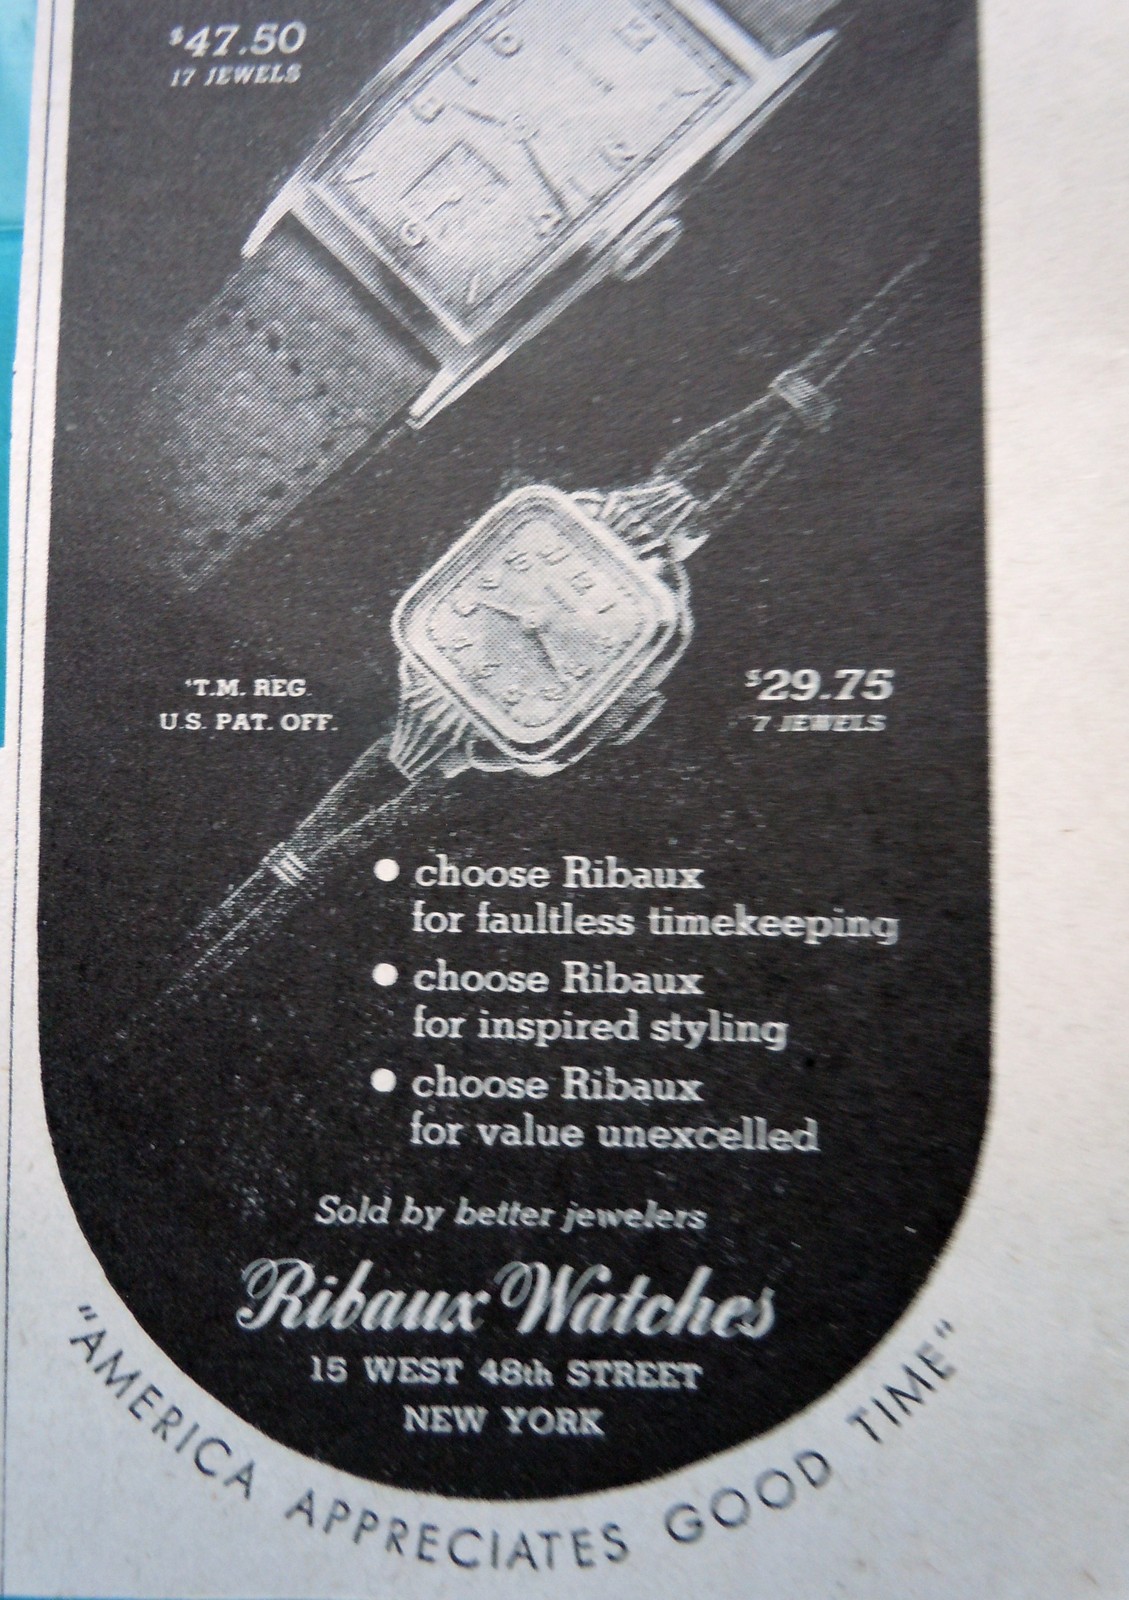 $47.50
17 JEWELS
'T.M. REG.
U.S. PAT. OFF.
$29.75
7 JEWELS
● choose Ribaux
for faultless timekeeping
● choose Ribaux
for inspired styling
● choose Ribaux
for value unexcelled
Sold by better jewelers
Ribaux Watches
15 WEST 48th STREET
NEW YORK
"AMERICA APPRECIATES GOOD TIME"